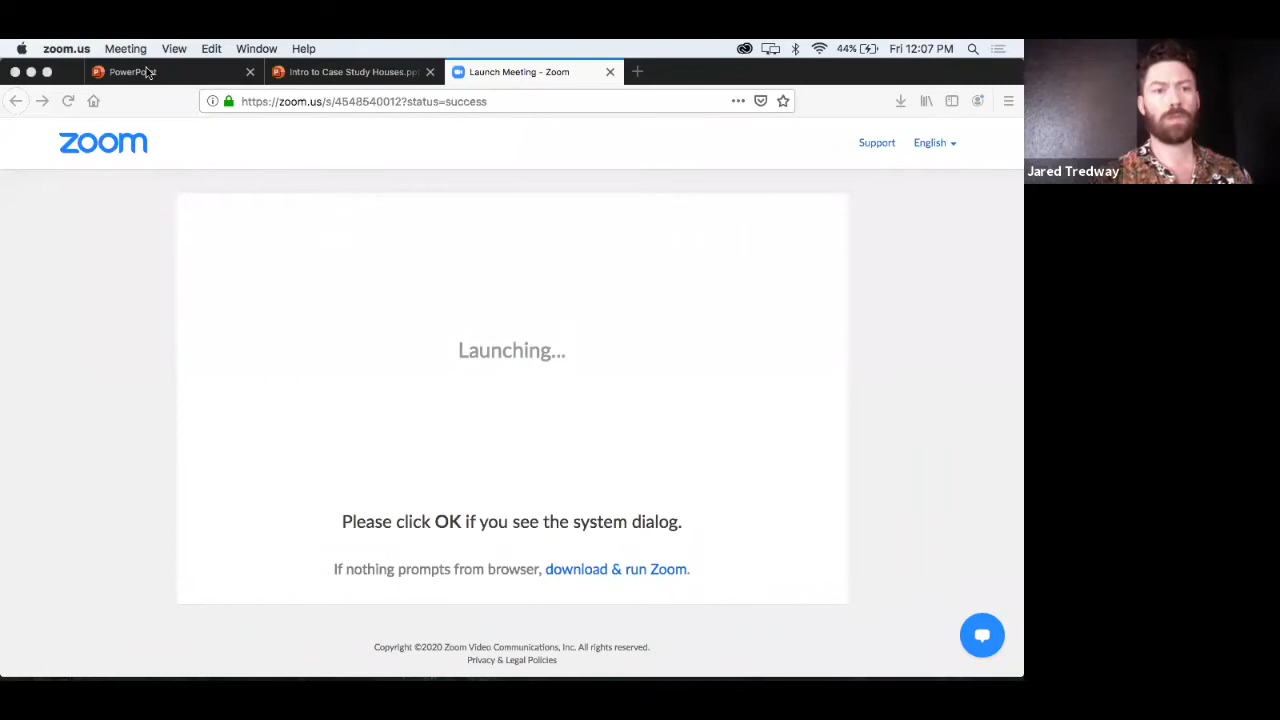 zoom.us Meeting View Edit Window Help 44% Fri 12:07 PM
PowerPoint Intro to Case Study Houses.ppt Launch Meeting - Zoom
https://zoom.us/s/4548540012?status=success
zoom Support English
Jared Tredway
Launching...
Please click OK if you see the system dialog.
If nothing prompts from browser, download & run Zoom.
Copyright ©2020 Zoom Video Communications, Inc. All rights reserved.
Privacy & Legal Policies